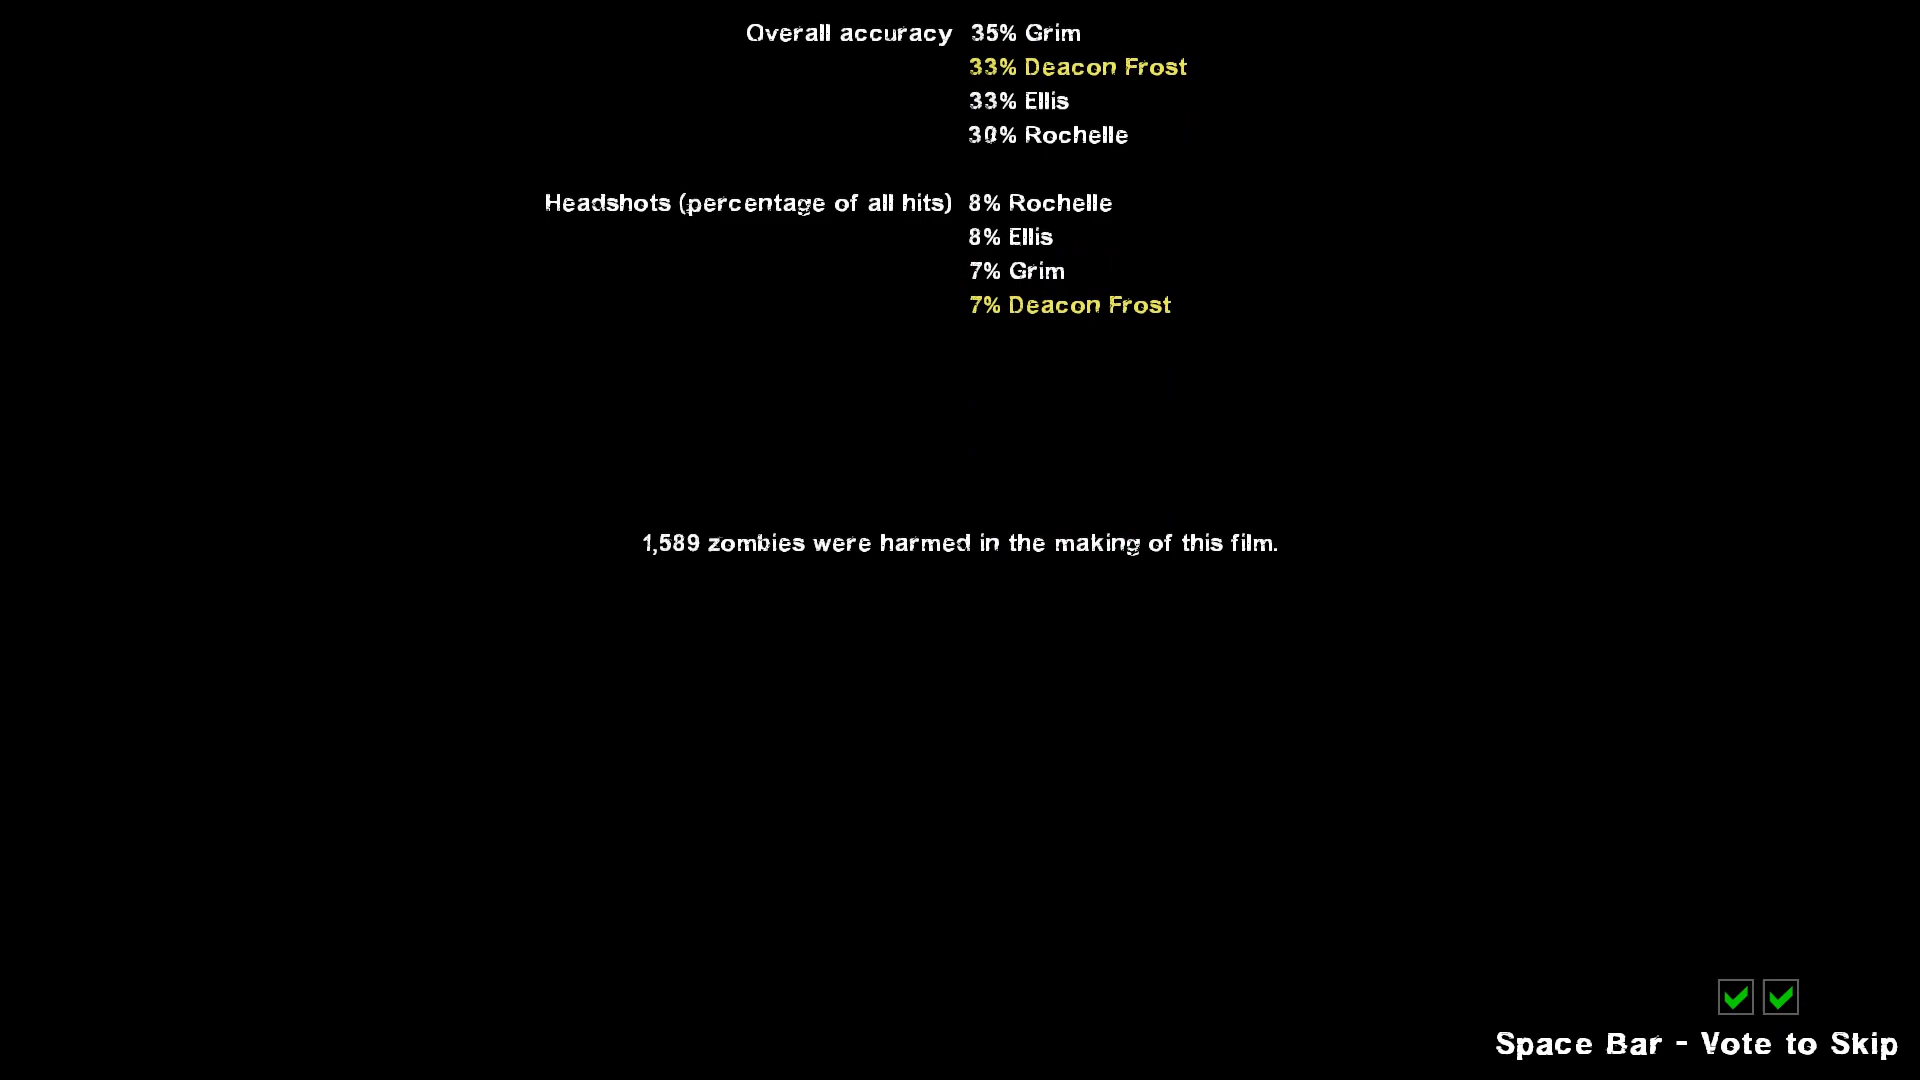 Overall accuracy 35% Grim
33% Deacon Frost
33% Ellis
30% Rochelle
Headshots (percentage of all hits) 8% Rochelle
8% Ellis
7% Grim
7% Deacon Frost
1,589 zombies were harmed in the making of this film.
Space Bar - Vote to Skip